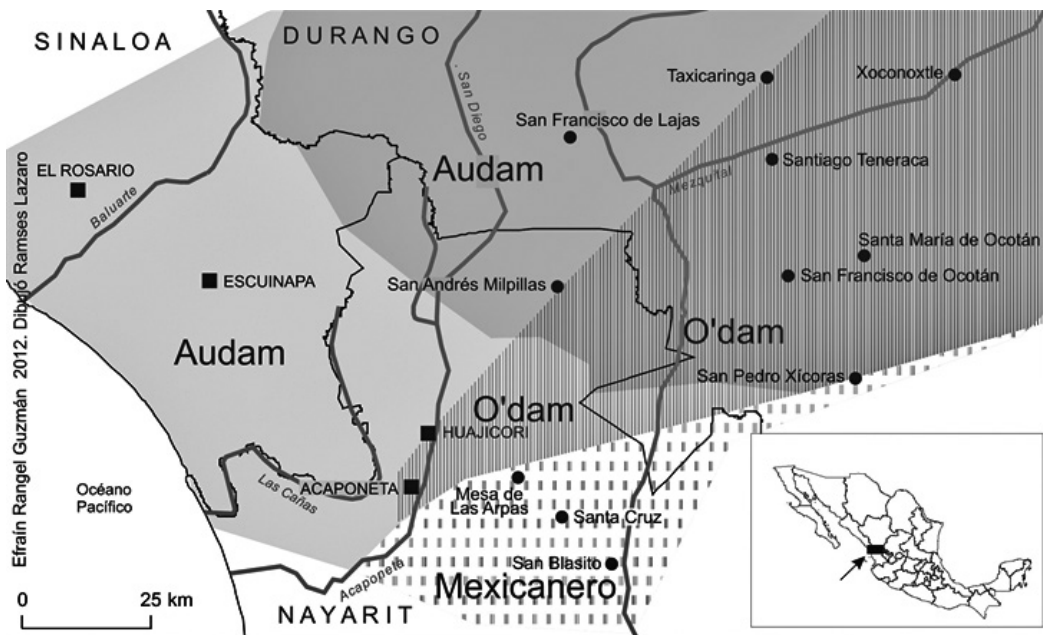 SINALOA
DURANGO
San Diego
Taxicaringa
Xoconoxtle
San Francisco de Lajas
Audam
EL ROSARIO
Baluarte
Santiago Teneraca
Mezquital
Santa María de Ocotán
San Francisco de Ocotán
ESCUINAPA
San Andrés Milpillas
Audam
O'dam
San Pedro Xícoras
O'dam
HUAJICORI
ACAPONETA
Las Cañas
Océano
Pacífico
Mesa de
Las Arpas
Santa Cruz
San Blasito
Mexicanero
Acaponeta
NAYARIT
0 25 km
Efraín Rangel Guzmán 2012. Dibujó Ramses Lazaro